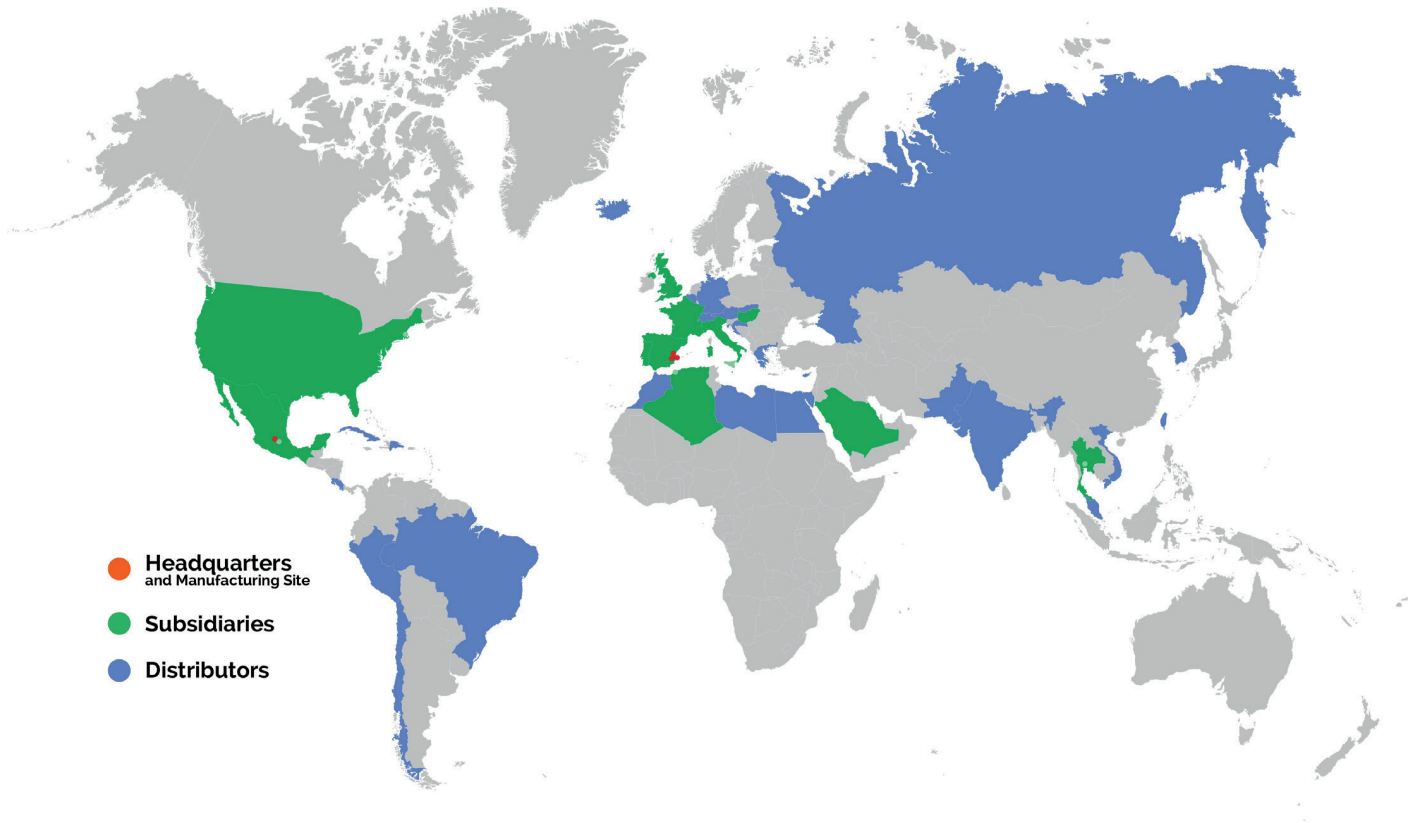 Headquarters
and Manufacturing Site
Subsidiaries
Distributors